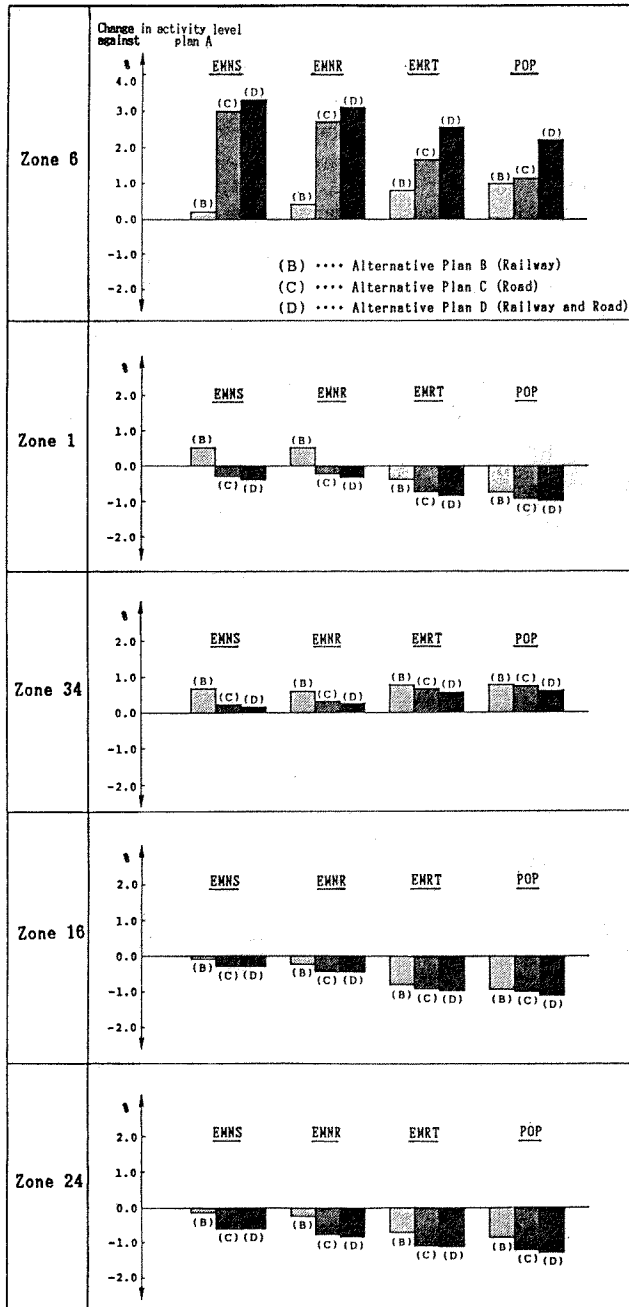 Change in activity level
against plan A
%
EMNS EMNR EMRT POP
4.0
3.0
2.0
1.0
0.0
-1.0
-2.0
(B) (C) (D) (B) (C) (D) (B) (C) (D) (B) (C) (D)
Zone 6
(B) ···· Alternative Plan B (Railway)
(C) ···· Alternative Plan C (Road)
(D) ···· Alternative Plan D (Railway and Road)
%
EMNS EMNR EMRT POP
2.0
1.0
0.0
-1.0
-2.0
(B) (C) (D) (B) (C) (D) (B) (C) (D) (B) (C) (D)
Zone 1
%
EMNS EMNR EMRT POP
2.0
1.0
0.0
-1.0
-2.0
(B) (C) (D) (B) (C) (D) (B) (C) (D) (B) (C) (D)
Zone 34
%
EMNS EMNR EMRT POP
2.0
1.0
0.0
-1.0
-2.0
(B) (C) (D) (B) (C) (D) (B) (C) (D) (B) (C) (D)
Zone 16
%
EMNS EMNR EMRT POP
2.0
1.0
0.0
-1.0
-2.0
(B) (C) (D) (B) (C) (D) (B) (C) (D) (B) (C) (D)
Zone 24